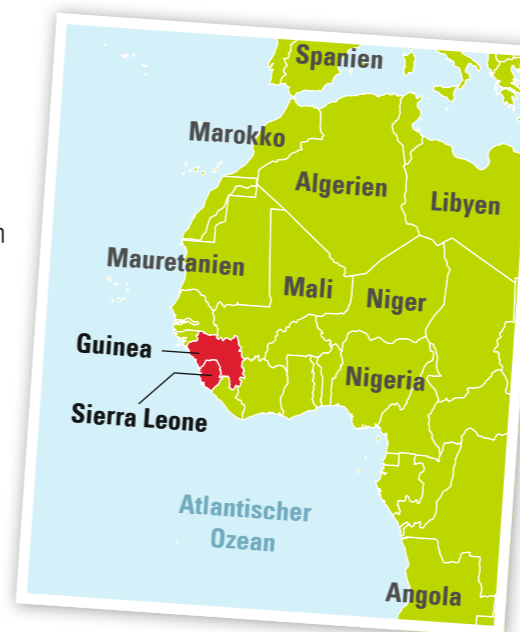 Spanien
Marokko
Algerien
Libyen
n
Mauretanien
Mali
Niger
Guinea
Nigeria
Sierra Leone
Atlantischer
Ozean
Angola